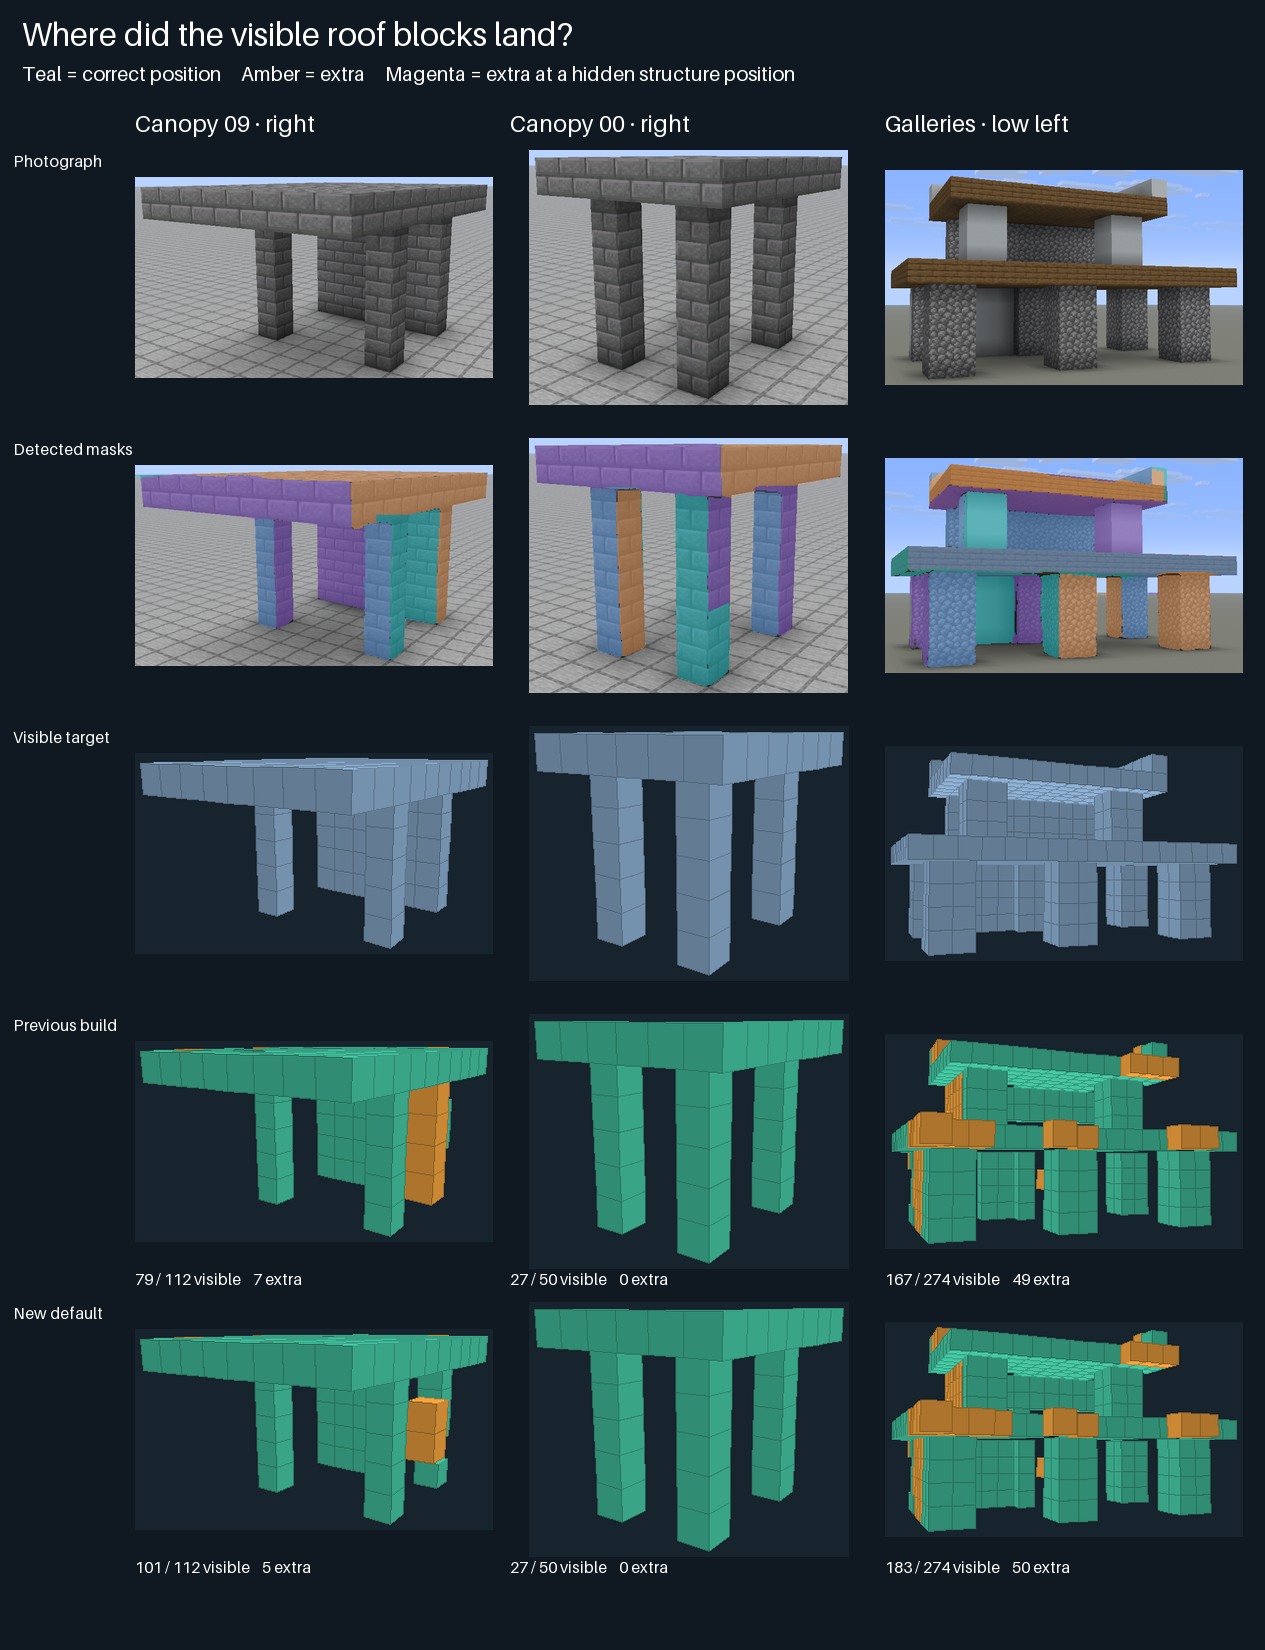 Where did the visible roof blocks land?
Teal = correct position Amber = extra Magenta = extra at a hidden structure position
Canopy 09 · right Canopy 00 · right Galleries · low left
Photograph
Detected masks
Visible target
Previous build
79 / 112 visible 7 extra 27 / 50 visible 0 extra 167 / 274 visible 49 extra
New default
101 / 112 visible 5 extra 27 / 50 visible 0 extra 183 / 274 visible 50 extra